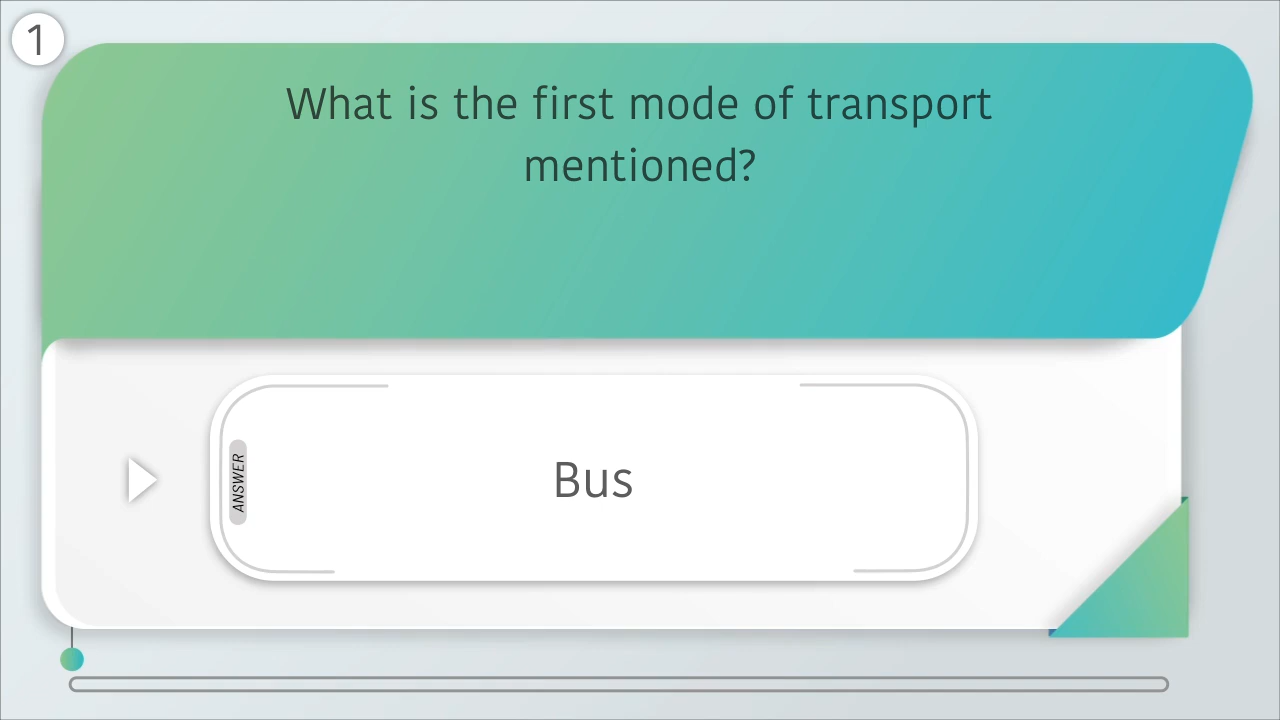 1
What is the first mode of transport
mentioned?
ANSWER
Bus